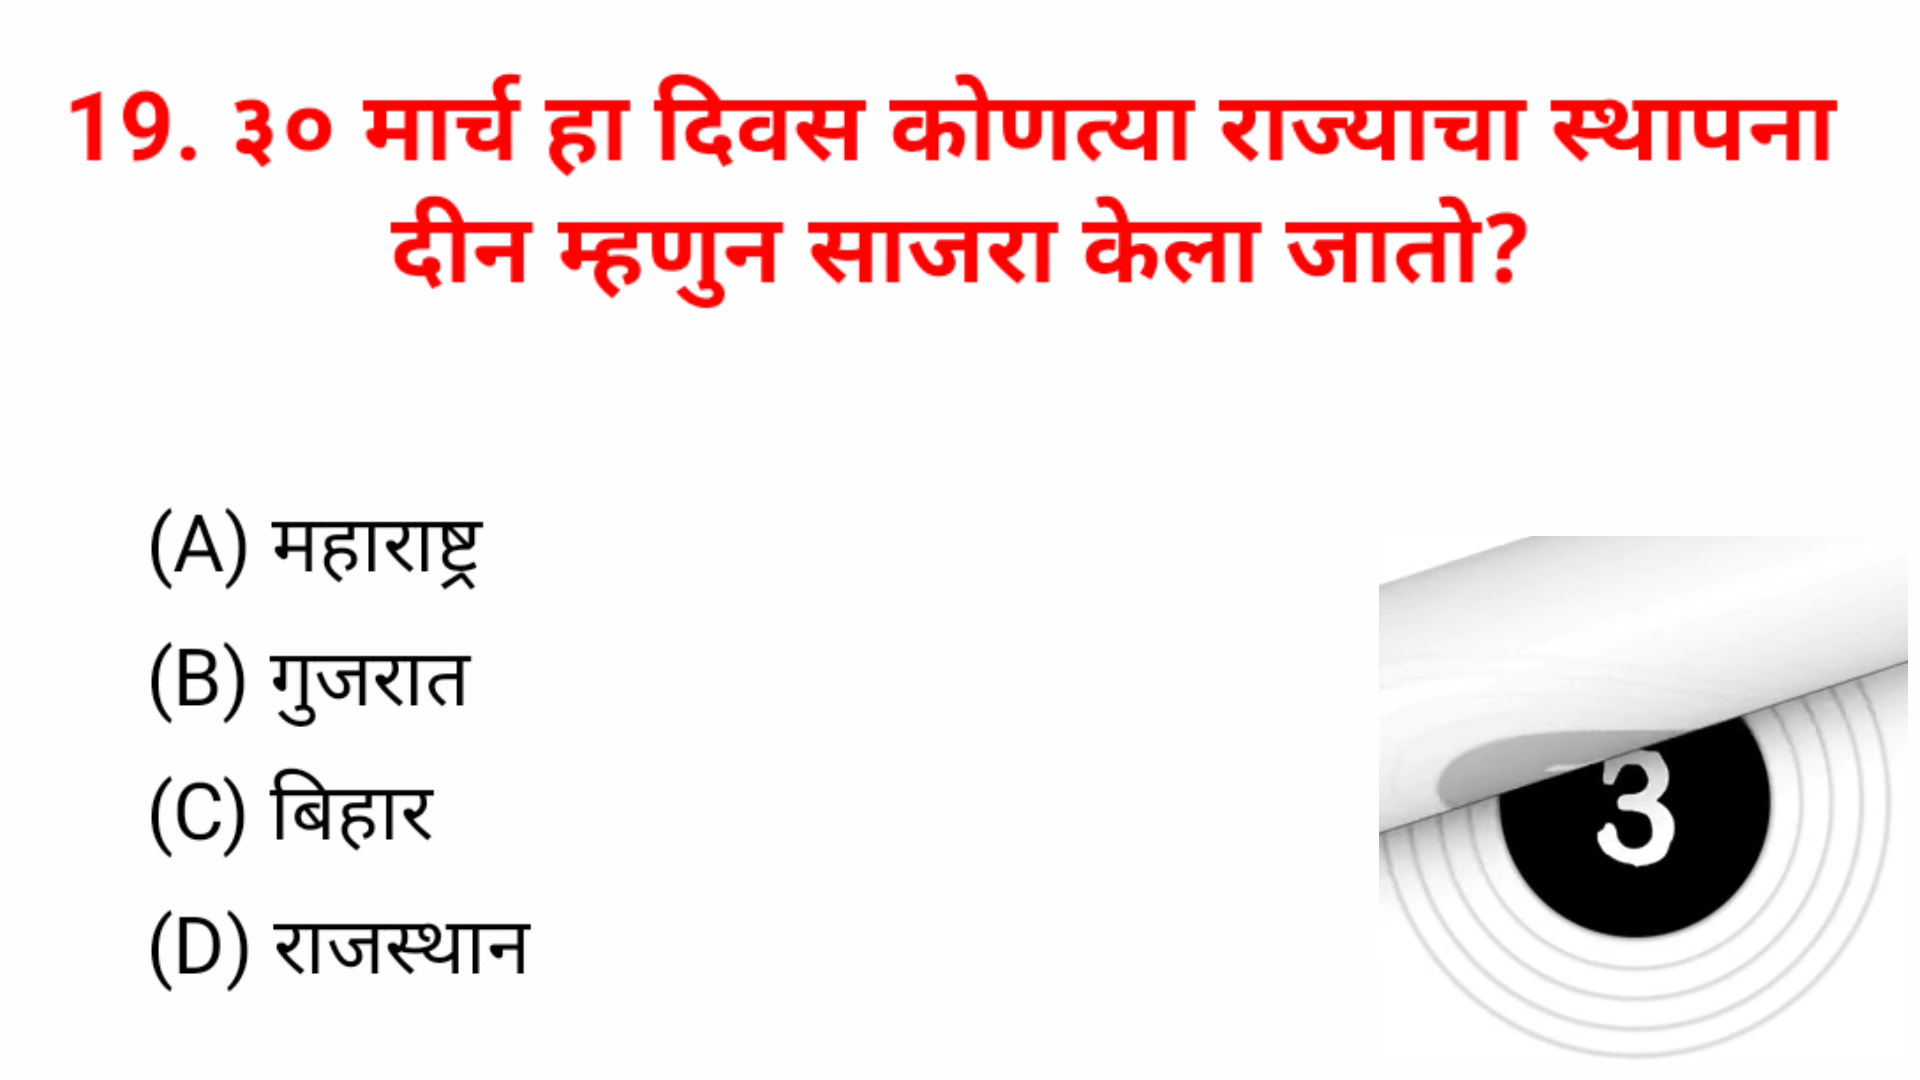 19. ३० मार्च हा दिवस कोणत्या राज्याचा स्थापना
दीन म्हणुन साजरा केला जातो?
(A) महाराष्ट्र
(B) गुजरात
(C) बिहार
(D) राजस्थान
3